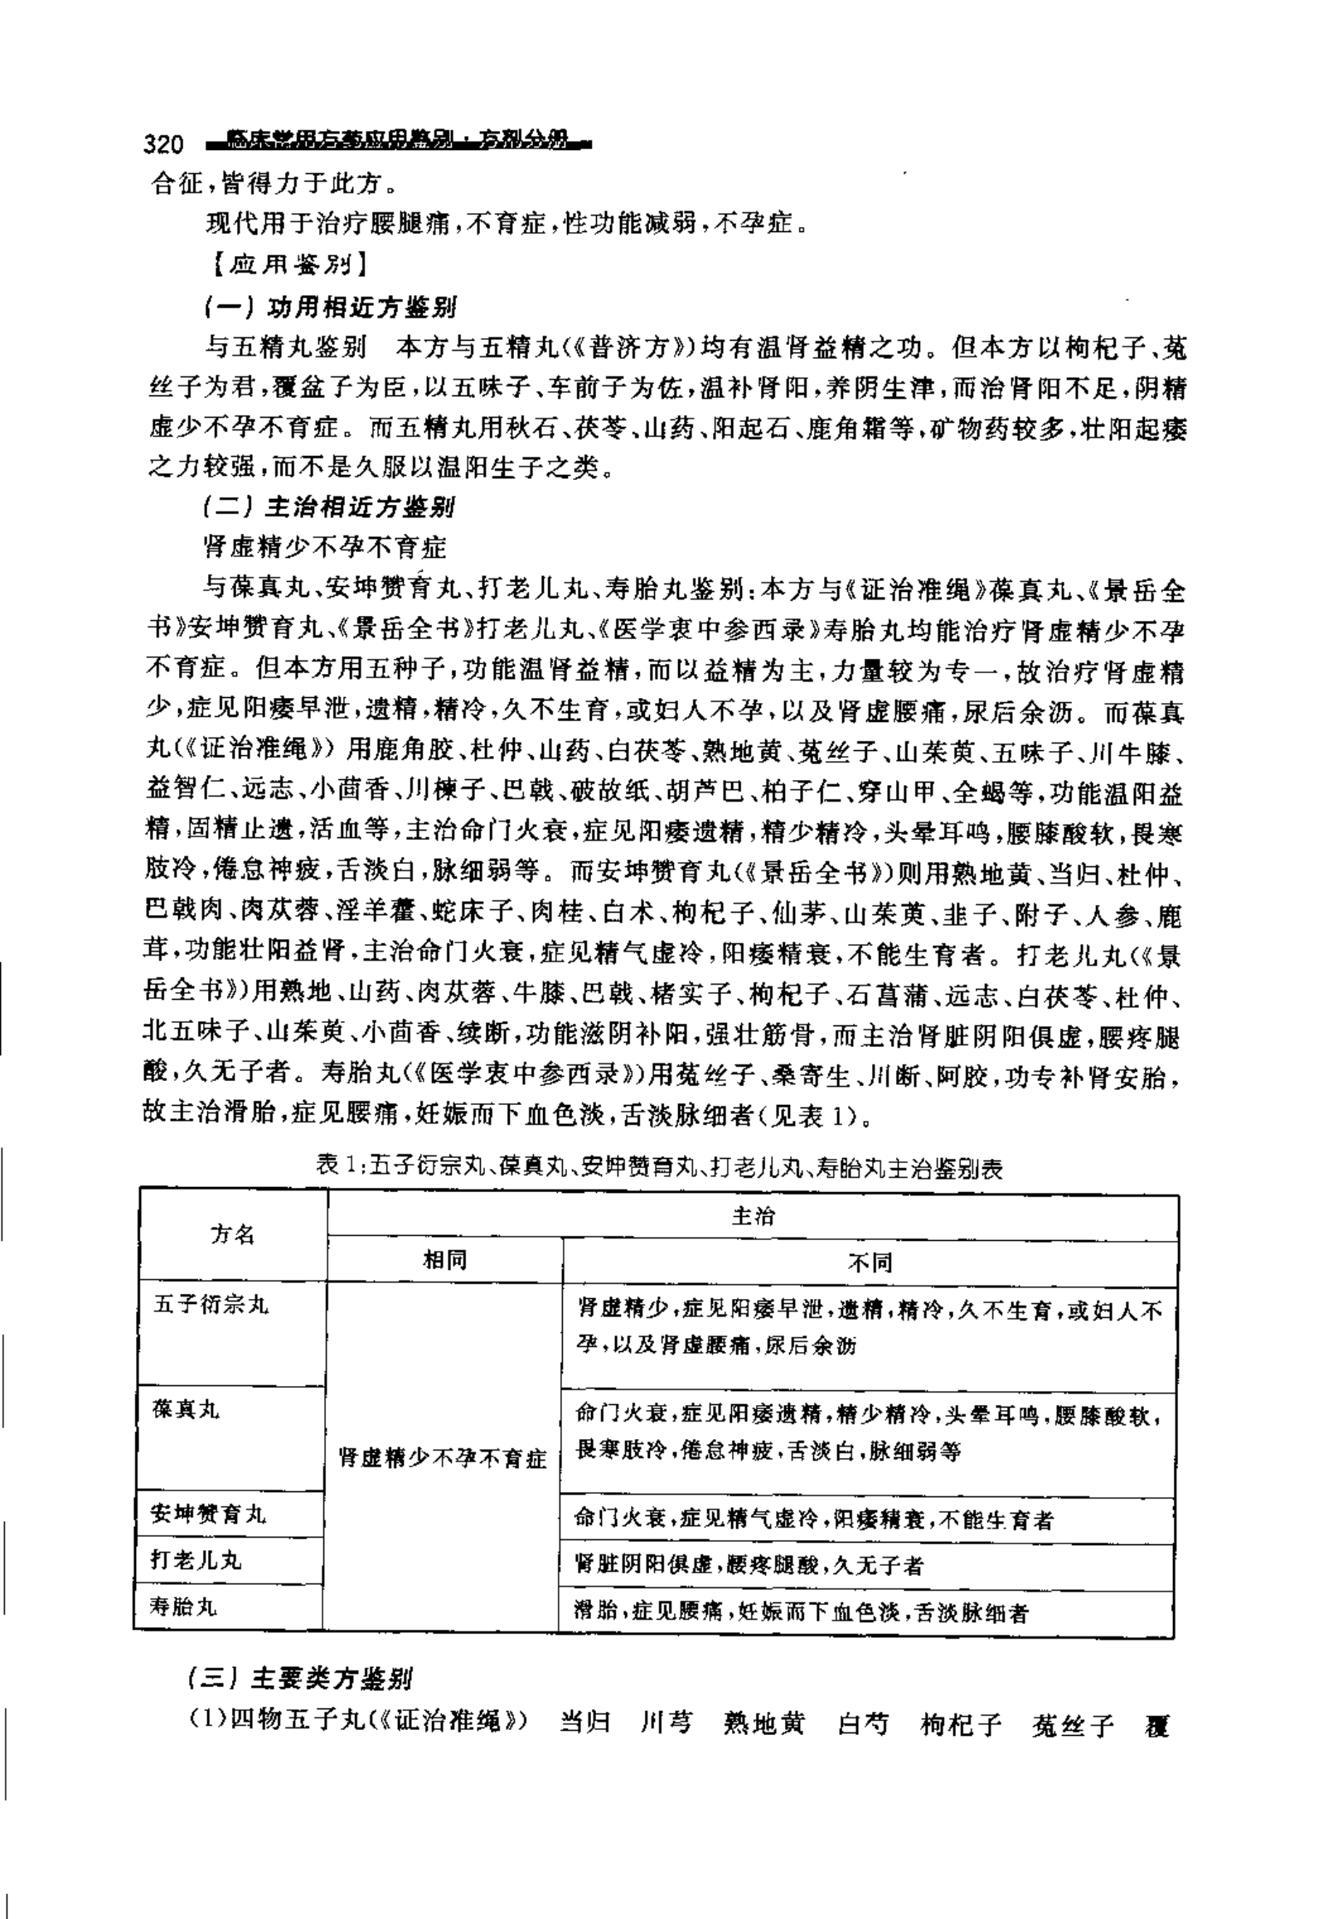 320 临床常用方药应用鉴别·方剂分册
合征,皆得力于此方。
现代用于治疗腰腿痛,不育症,性功能减弱,不孕症。
【应用鉴别】
(一)功用相近方鉴别
与五精丸鉴别 本方与五精丸(《普济方》)均有温肾益精之功。但本方以枸杞子、菟
丝子为君,覆盆子为臣,以五味子、车前子为佐,温补肾阳,养阴生津,而治肾阳不足,阴精
虚少不孕不育症。而五精丸用秋石、茯苓、山药、阳起石、鹿角霜等,矿物药较多,壮阳起痿
之力较强,而不是久服以温阳生子之类。
(二)主治相近方鉴别
肾虚精少不孕不育症
与葆真丸、安坤赞育丸、打老儿丸、寿胎丸鉴别:本方与《证治准绳》葆真丸、《景岳全
书》安坤赞育丸、《景岳全书》打老儿丸、《医学衷中参西录》寿胎丸均能治疗肾虚精少不孕
不育症。但本方用五种子,功能温肾益精,而以益精为主,力量较为专一,故治疗肾虚精
少,症见阳痿早泄,遗精,精冷,久不生育,或妇人不孕,以及肾虚腰痛,尿后余沥。而葆真
丸(《证治准绳》) 用鹿角胶、杜仲、山药、白茯苓、熟地黄、菟丝子、山茱萸、五味子、川牛膝、
益智仁、远志、小茴香、川楝子、巴戟、破故纸、胡芦巴、柏子仁、穿山甲、全蝎等,功能温阳益
精,固精止遗,活血等,主治命门火衰,症见阳痿遗精,精少精冷,头晕耳鸣,腰膝酸软,畏寒
肢冷,倦怠神疲,舌淡白,脉细弱等。而安坤赞育丸(《景岳全书》)则用熟地黄、当归、杜仲、
巴戟肉、肉苁蓉、淫羊藿、蛇床子、肉桂、白术、枸杞子、仙茅、山茱萸、韭子、附子、人参、鹿
茸,功能壮阳益肾,主治命门火衰,症见精气虚冷,阳痿精衰,不能生育者。打老儿丸(《景
岳全书》)用熟地、山药、肉苁蓉、牛膝、巴戟、楮实子、枸杞子、石菖蒲、远志、白茯苓、杜仲、
北五味子、山茱萸、小茴香、续断,功能滋阴补阳,强壮筋骨,而主治肾脏阴阳俱虚,腰疼腿
酸,久无子者。寿胎丸(《医学衷中参西录》)用菟丝子、桑寄生、川断、阿胶,功专补肾安胎,
故主治滑胎,症见腰痛,妊娠而下血色淡,舌淡脉细者(见表1)。
表1:五子衍宗丸、葆真丸、安坤赞育丸、打老儿丸、寿胎丸主治鉴别表
方名
主治
相同
不同
五子衍宗丸
肾虚精少,症见阳痿早泄,遗精,精冷,久不生育,或妇人不
孕,以及肾虚腰痛,尿后余沥
葆真丸
命门火衰,症见阳痿遗精,精少精冷,头晕耳鸣,腰膝酸软,
畏寒肢冷,倦怠神疲,舌淡白,脉细弱等
肾虚精少不孕不育症
安坤赞育丸
命门火衰,症见精气虚冷,阳痿精衰,不能生育者
打老儿丸
肾脏阴阳俱虚,腰疼腿酸,久无子者
寿胎丸
滑胎,症见腰痛,妊娠而下血色淡,舌淡脉细者
(三)主要类方鉴别
(1)四物五子丸(《证治准绳》) 当归 川芎 熟地黄 白芍 枸杞子 菟丝子 覆